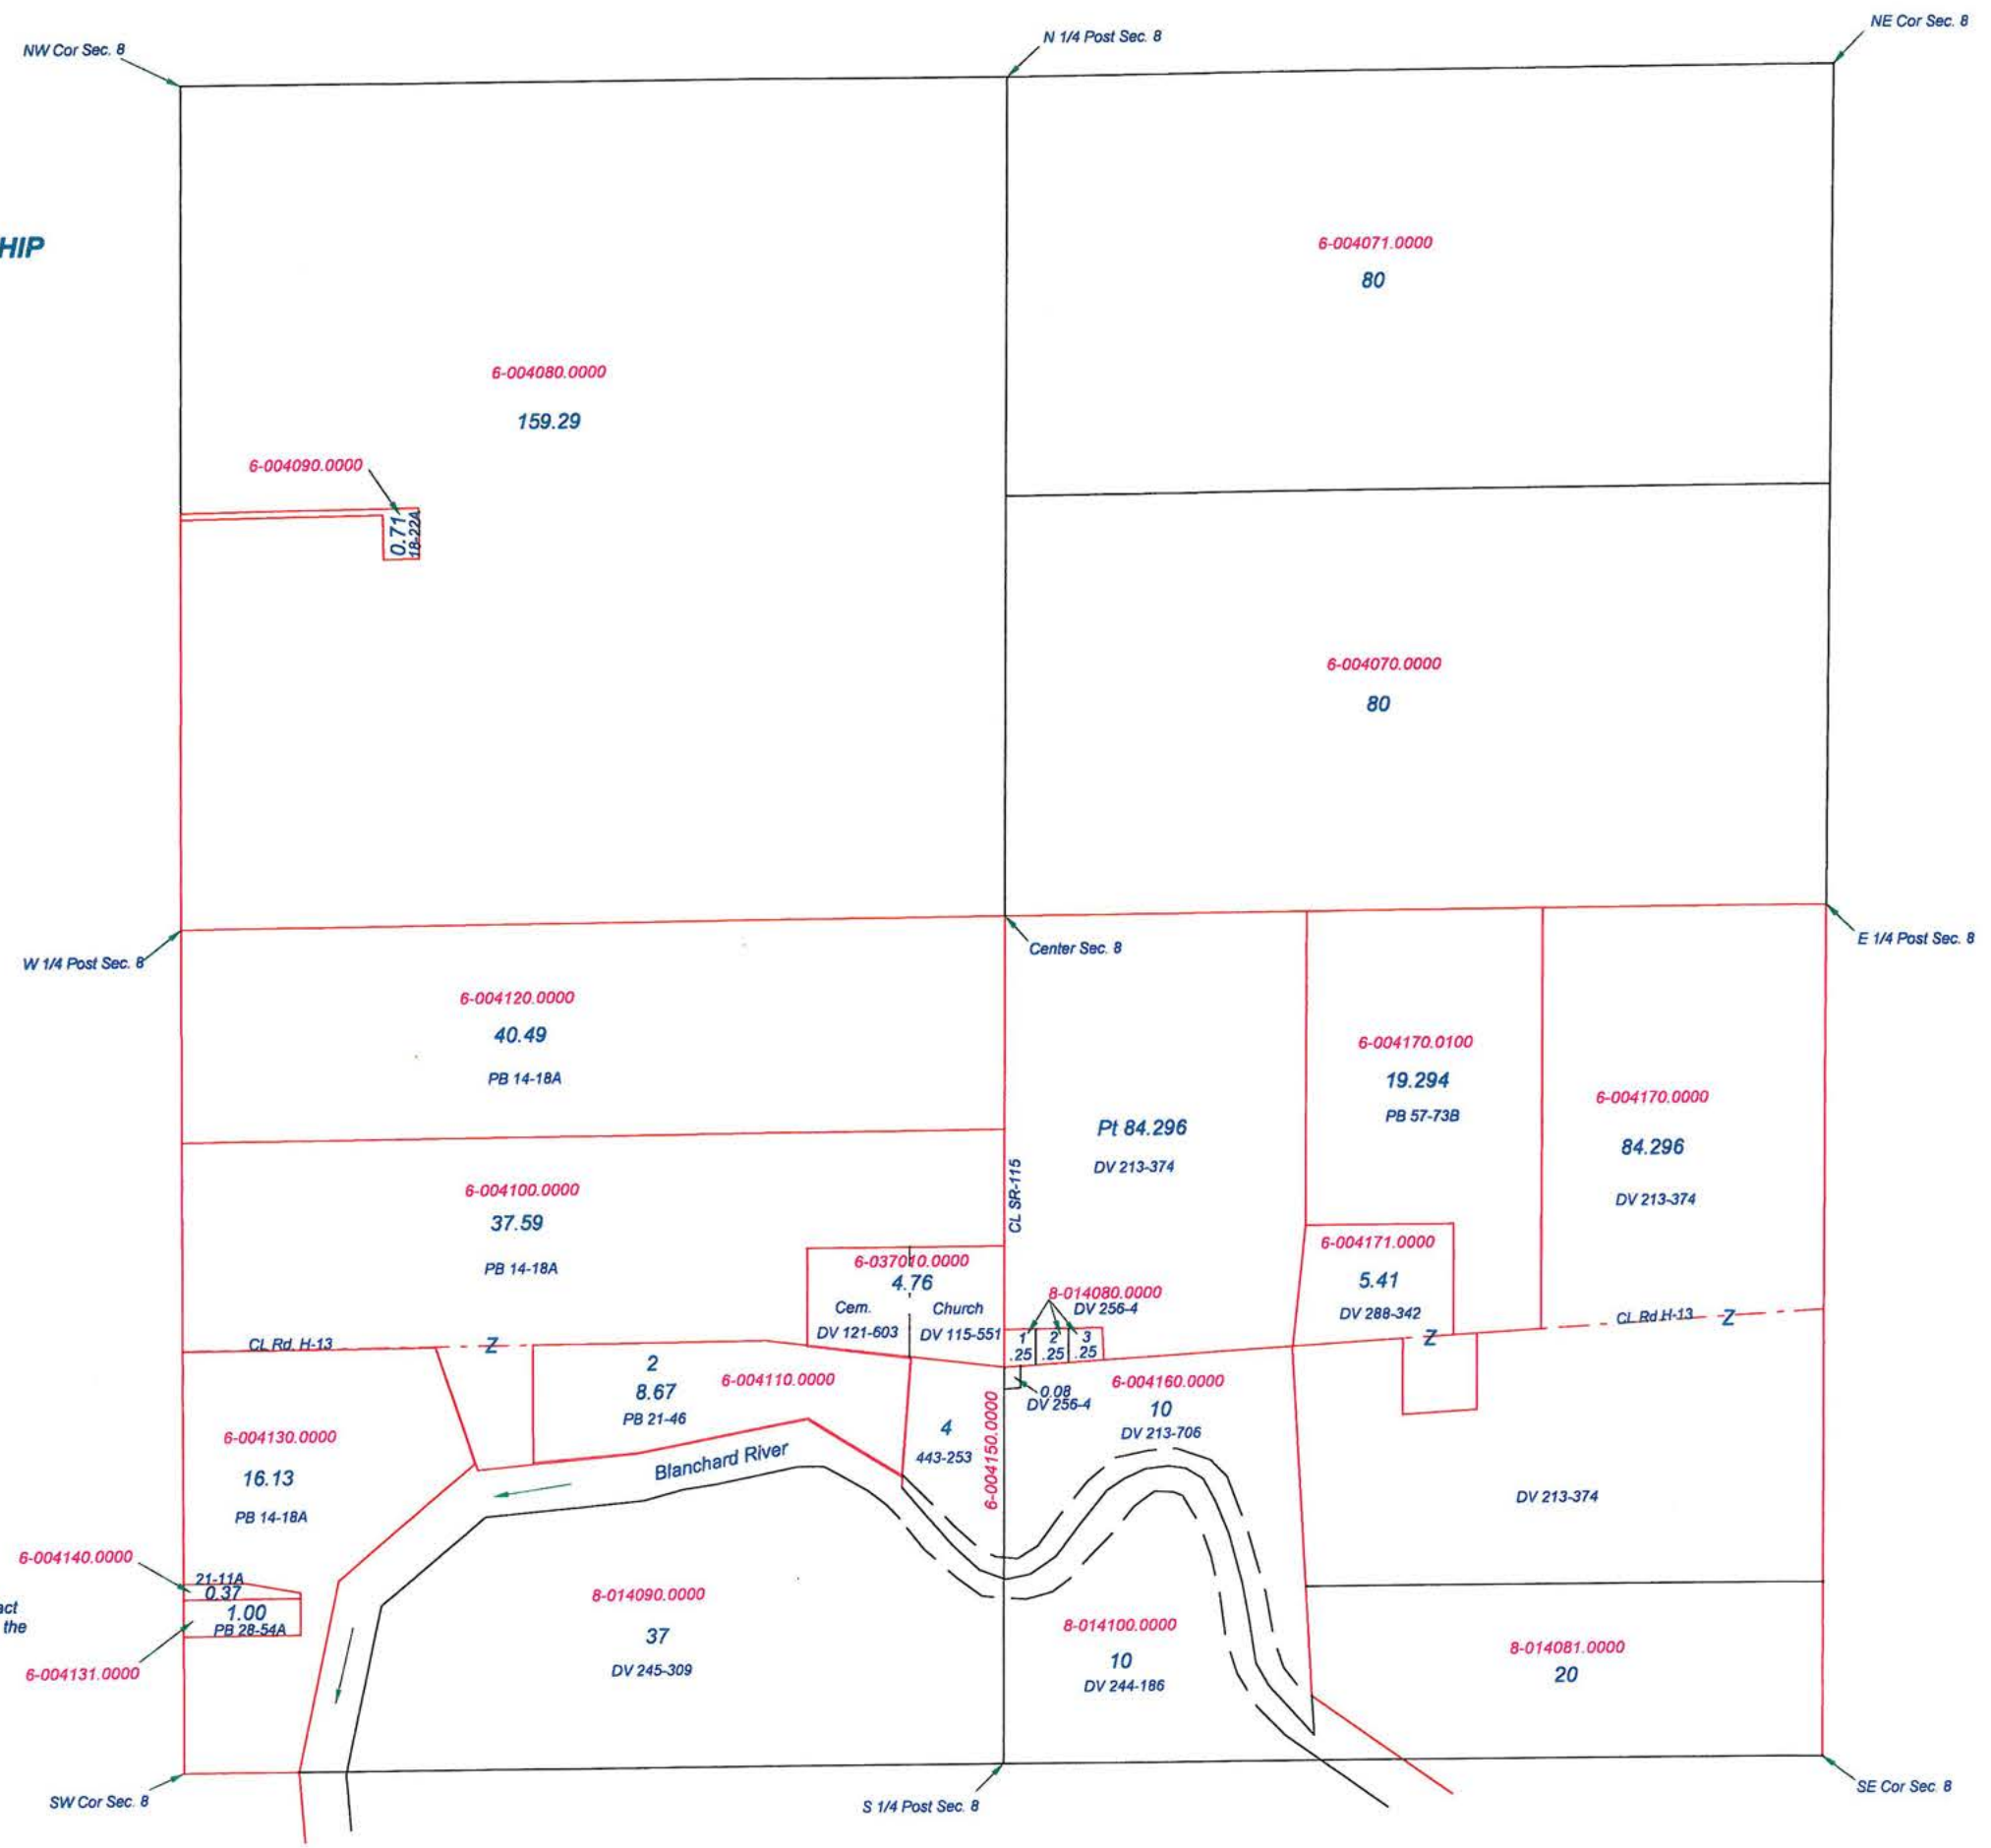 NW Cor Sec. 8
N 1/4 Post Sec. 8
NE Cor Sec. 8
HIP
6-004071.0000
80
6-004080.0000
159.29
6-004090.0000
0.71
18-22A
6-004070.0000
80
W 1/4 Post Sec. 8
Center Sec. 8
E 1/4 Post Sec. 8
6-004120.0000
40.49
PB 14-18A
6-004170.0100
19.294
PB 57-73B
6-004170.0000
84.296
DV 213-374
Pt 84.296
DV 213-374
CL SR-115
6-004100.0000
37.59
PB 14-18A
6-037010.0000
4.76
Cem.
Church
DV 121-603
DV 115-551
6-004171.0000
5.41
DV 288-342
8-014080.0000
DV 256-4
1
2
3
.25
.25
.25
CL Rd. H-13
Z
Z
CL Rd H-13
Z
2
8.67
PB 21-46
6-004110.0000
0.08
DV 256-4
6-004160.0000
10
DV 213-706
4
443-253
6-004150.0000
6-004130.0000
16.13
PB 14-18A
Blanchard River
DV 213-374
6-004140.0000
21-11A
0.37
1.00
PB 28-54A
act
the
6-004131.0000
8-014090.0000
37
DV 245-309
8-014100.0000
10
DV 244-186
8-014081.0000
20
SW Cor Sec. 8
S 1/4 Post Sec. 8
SE Cor Sec. 8